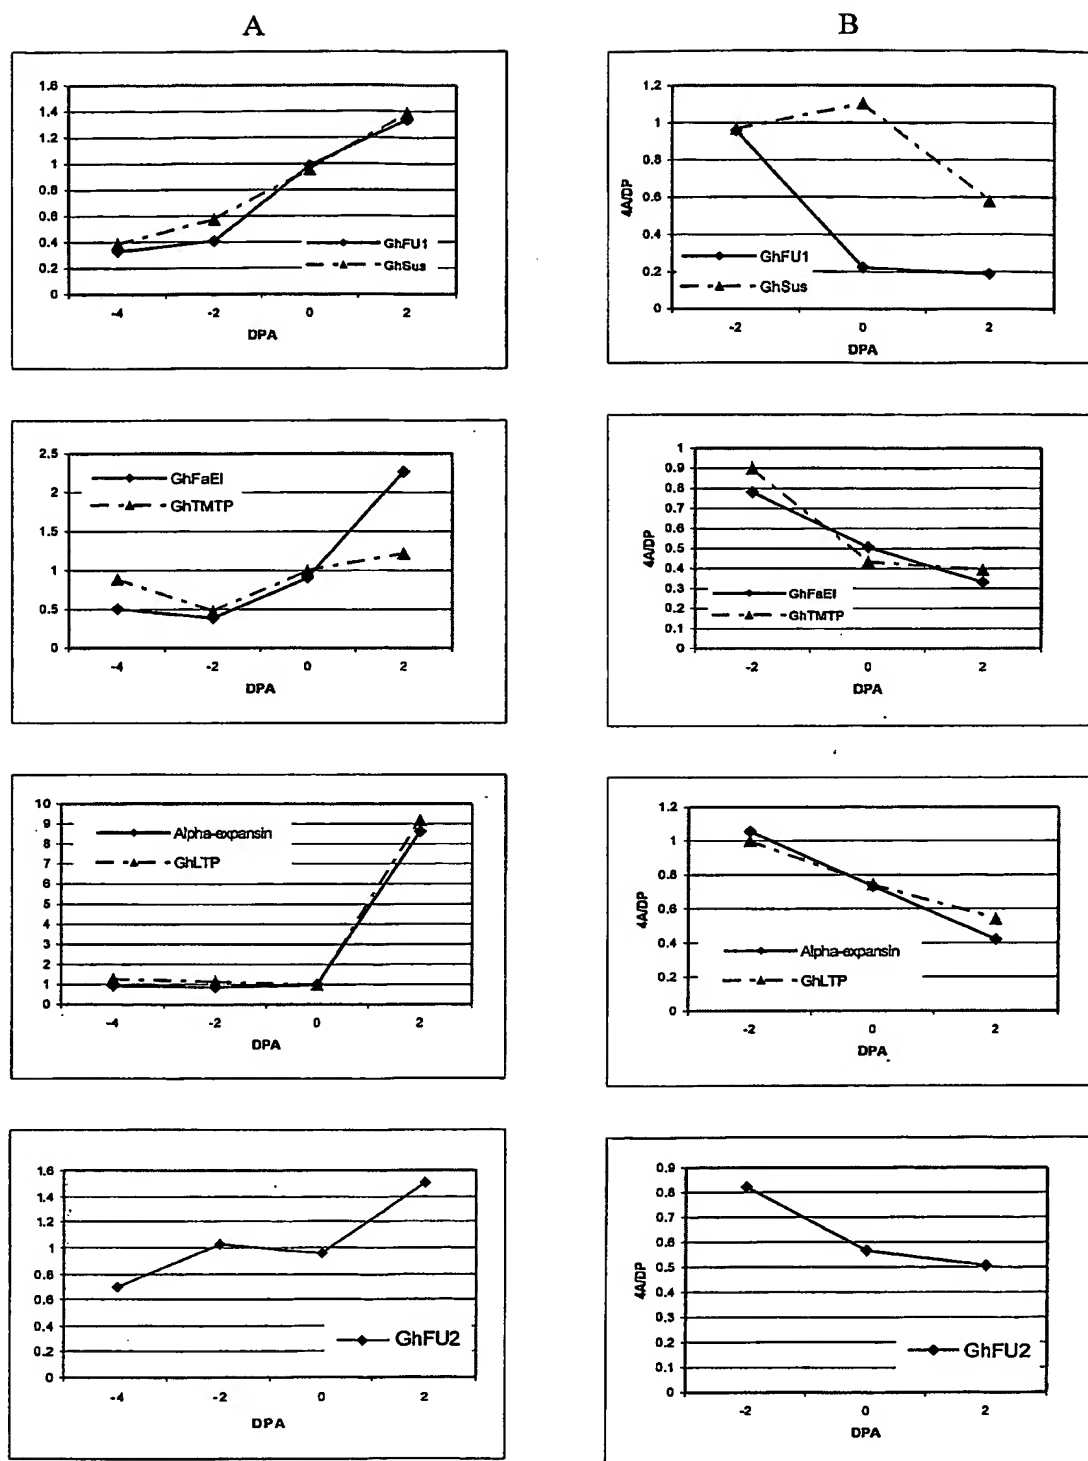 A
B
1.6
1.4
1.2
1
0.8
0.6
0.4
0.2
0
GhFU1
GhSus
-4 -2 0 2
DPA
1.2
1
0.8
0.6
0.4
0.2
0
4A/DP
GhFU1
GhSus
-2 0 2
DPA
2.5
2
1.5
1
0.5
0
GhFaEl
GhTMTP
-4 -2 0 2
DPA
1
0.9
0.8
0.7
0.6
0.5
0.4
0.3
0.2
0.1
0
4A/DP
GhFaEl
GhTMTP
-2 0 2
DPA
10
9
8
7
6
5
4
3
2
1
0
Alpha-expansin
GhLTP
-4 -2 0 2
DPA
1.2
1
0.8
0.6
0.4
0.2
0
4A/DP
Alpha-expansin
GhLTP
-2 0 2
DPA
1.6
1.4
1.2
1
0.8
0.6
0.4
0.2
0
GhFU2
-4 -2 0 2
DPA
0.9
0.8
0.7
0.6
0.5
0.4
0.3
0.2
0.1
0
4A/DP
GhFU2
-2 0 2
DPA